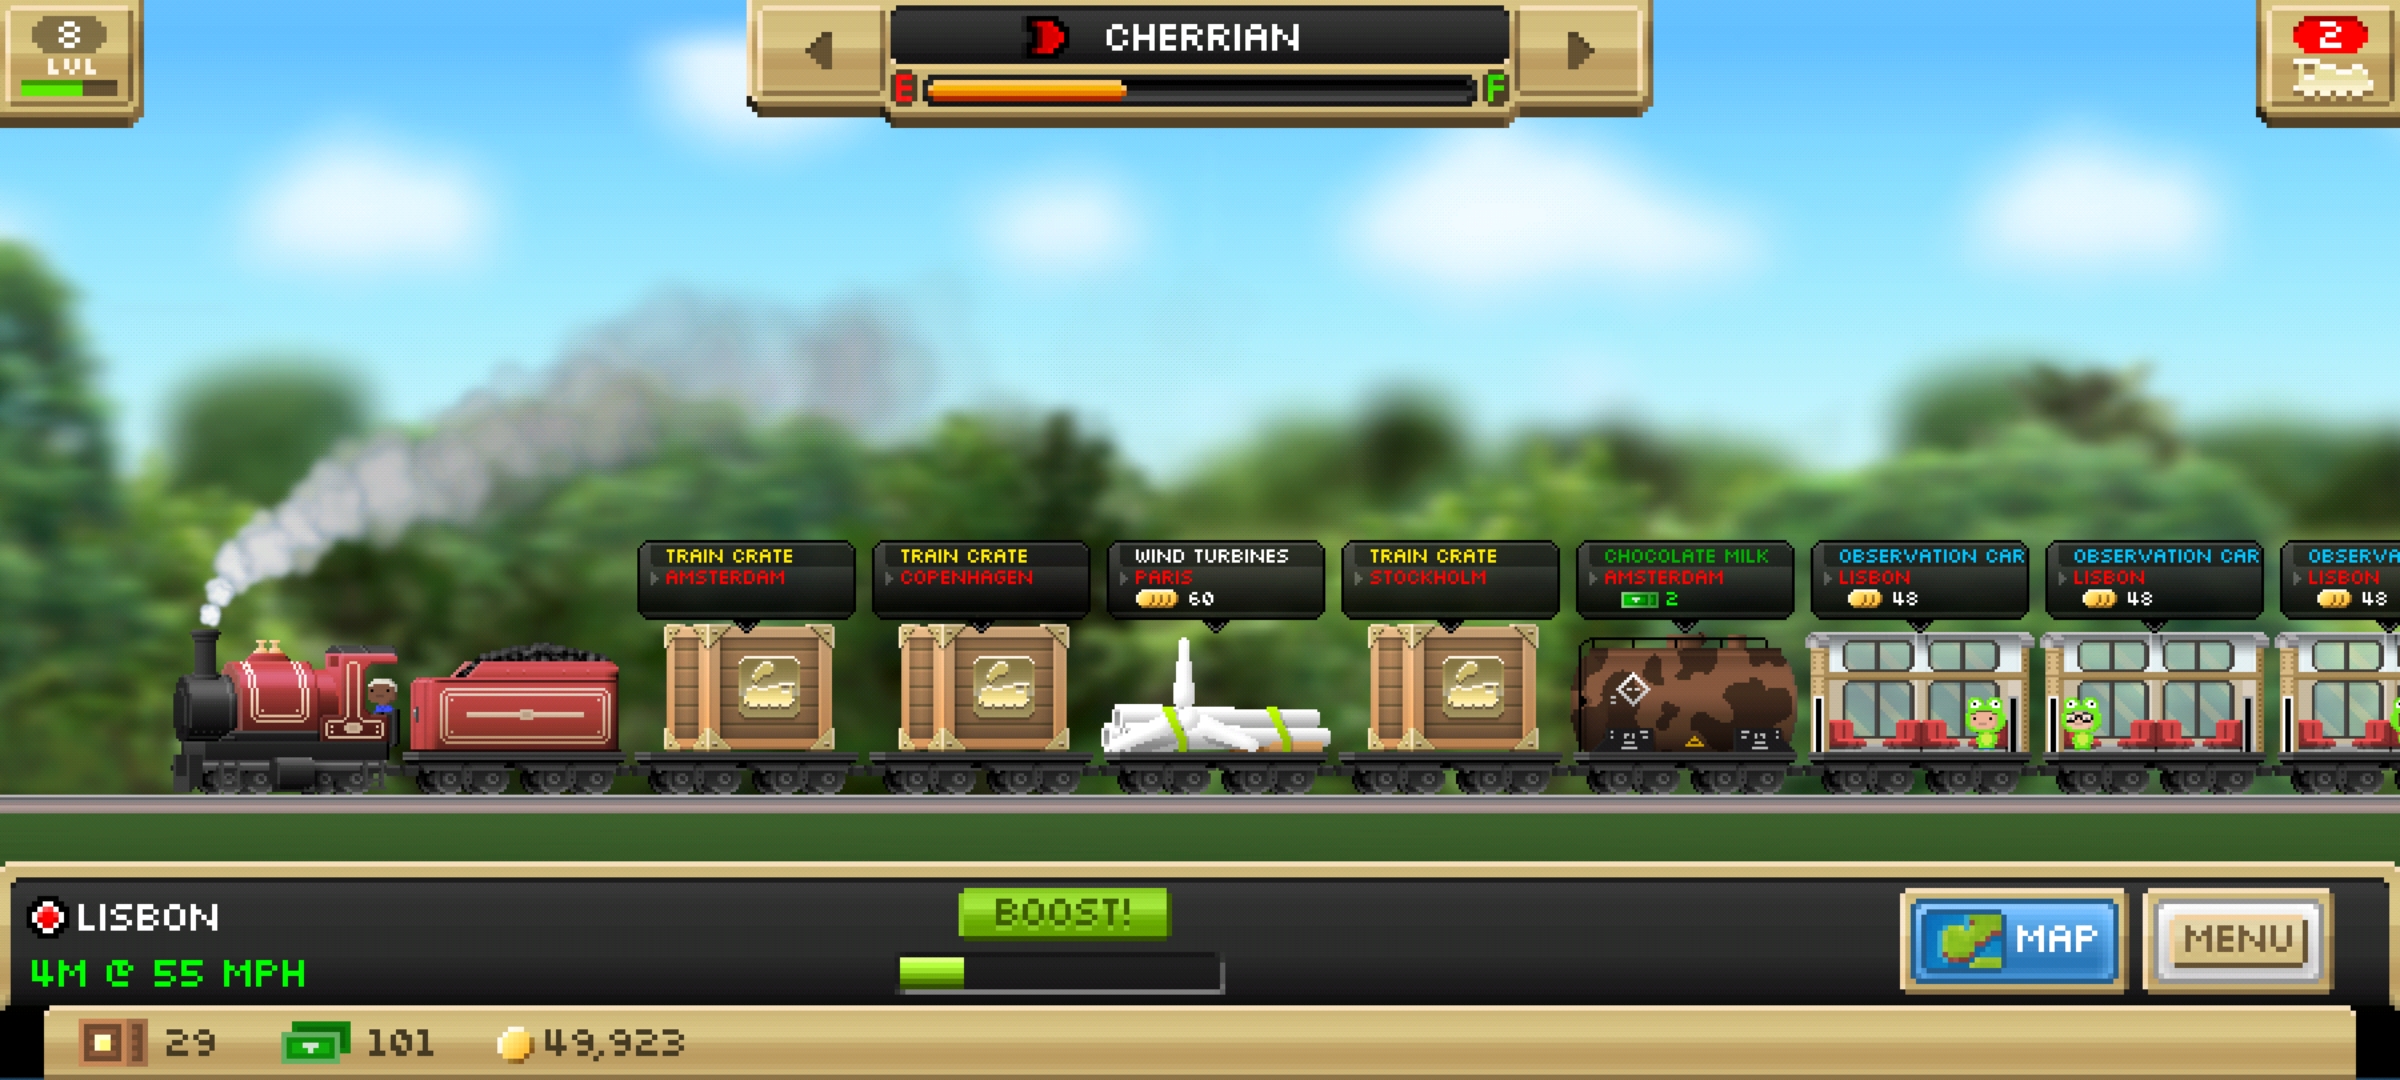 8
LVL
CHERRIAN
E F
2
TRAIN CRATE
AMSTERDAM
TRAIN CRATE
COPENHAGEN
WIND TURBINES
PARIS
60
TRAIN CRATE
STOCKHOLM
CHOCOLATE MILK
AMSTERDAM
2
OBSERVATION CAR
LISBON
48
OBSERVATION CAR
LISBON
48
OBSERVA
LISBON
48
LISBON
4M @ 55 MPH
BOOST!
MAP
MENU
29
101
49,923